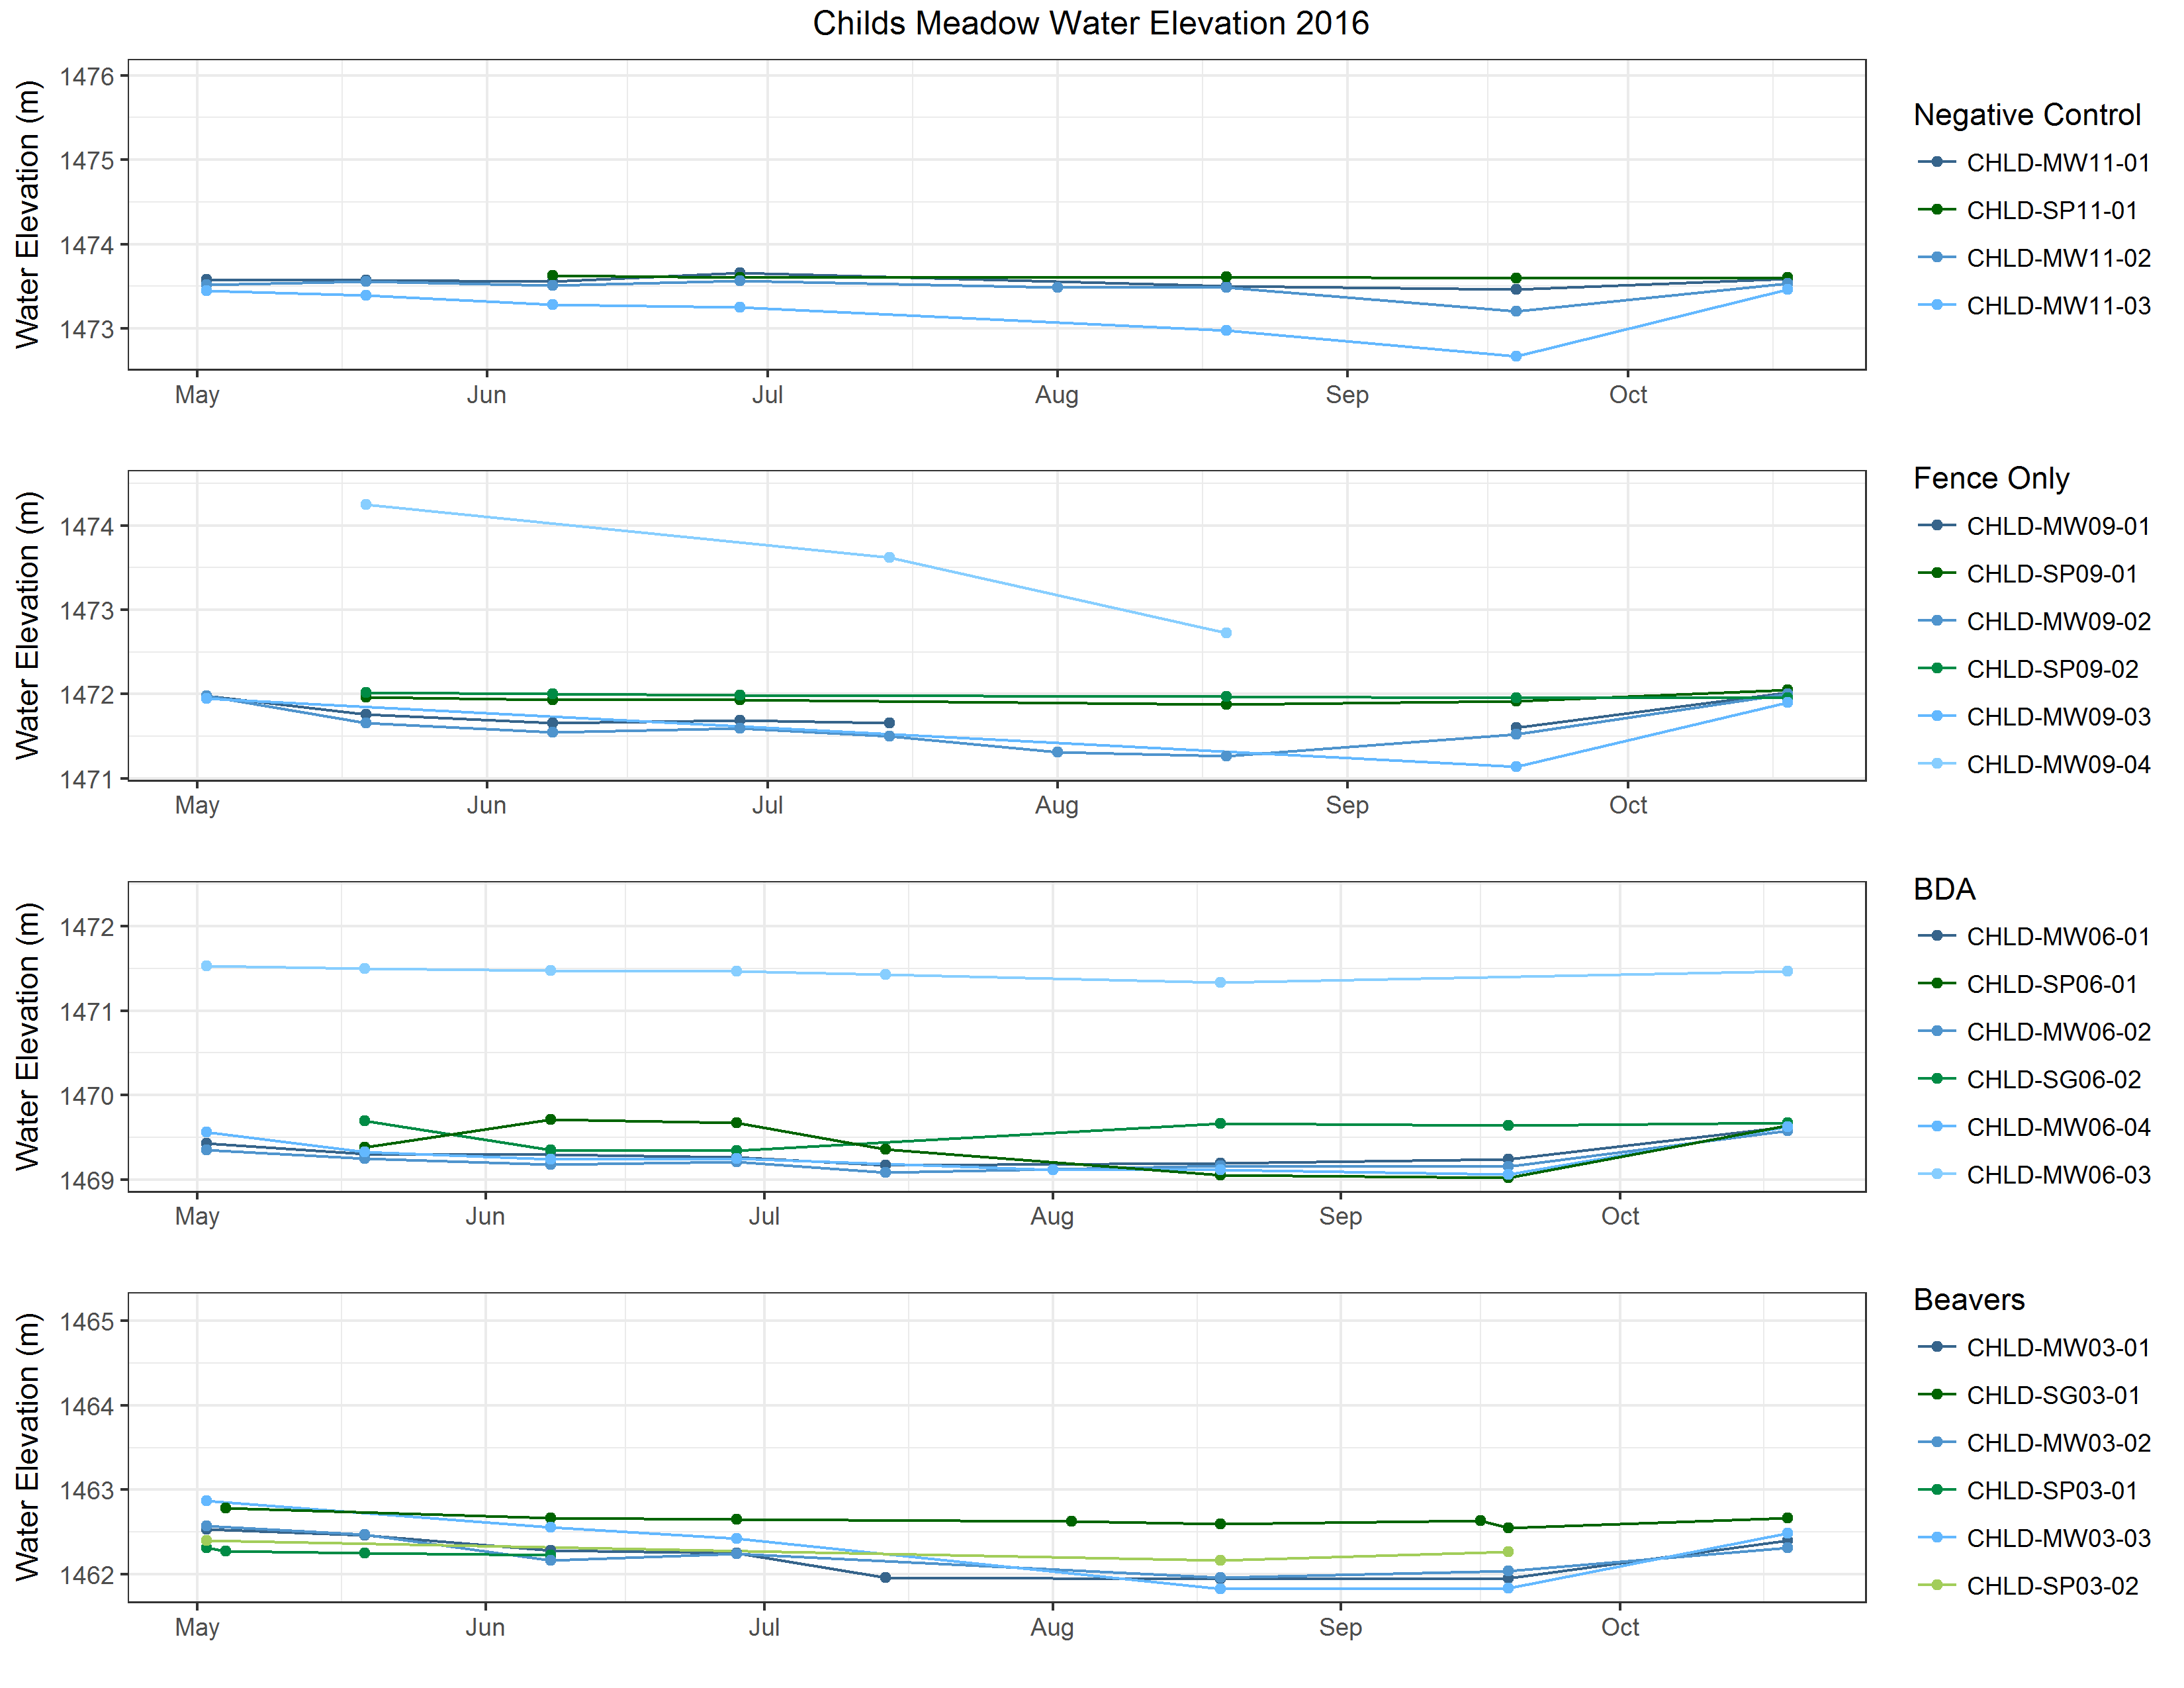 Childs Meadow Water Elevation 2016
Water Elevation (m)
1476
1475
1474
1473
May Jun Jul Aug Sep Oct
Negative Control
CHLD-MW11-01
CHLD-SP11-01
CHLD-MW11-02
CHLD-MW11-03
Water Elevation (m)
1474
1473
1472
1471
May Jun Jul Aug Sep Oct
Fence Only
CHLD-MW09-01
CHLD-SP09-01
CHLD-MW09-02
CHLD-SP09-02
CHLD-MW09-03
CHLD-MW09-04
Water Elevation (m)
1472
1471
1470
1469
May Jun Jul Aug Sep Oct
BDA
CHLD-MW06-01
CHLD-SP06-01
CHLD-MW06-02
CHLD-SG06-02
CHLD-MW06-04
CHLD-MW06-03
Water Elevation (m)
1465
1464
1463
1462
May Jun Jul Aug Sep Oct
Beavers
CHLD-MW03-01
CHLD-SG03-01
CHLD-MW03-02
CHLD-SP03-01
CHLD-MW03-03
CHLD-SP03-02